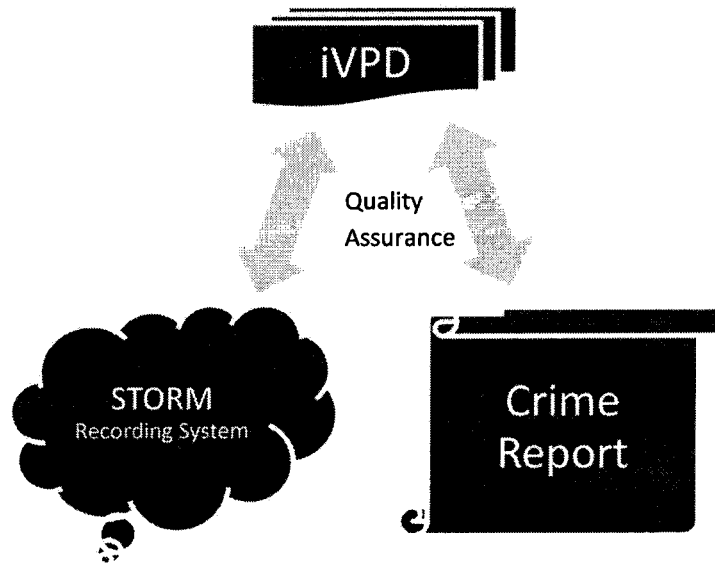 iVPD
Quality
Assurance
STORM
Recording System
Crime
Report